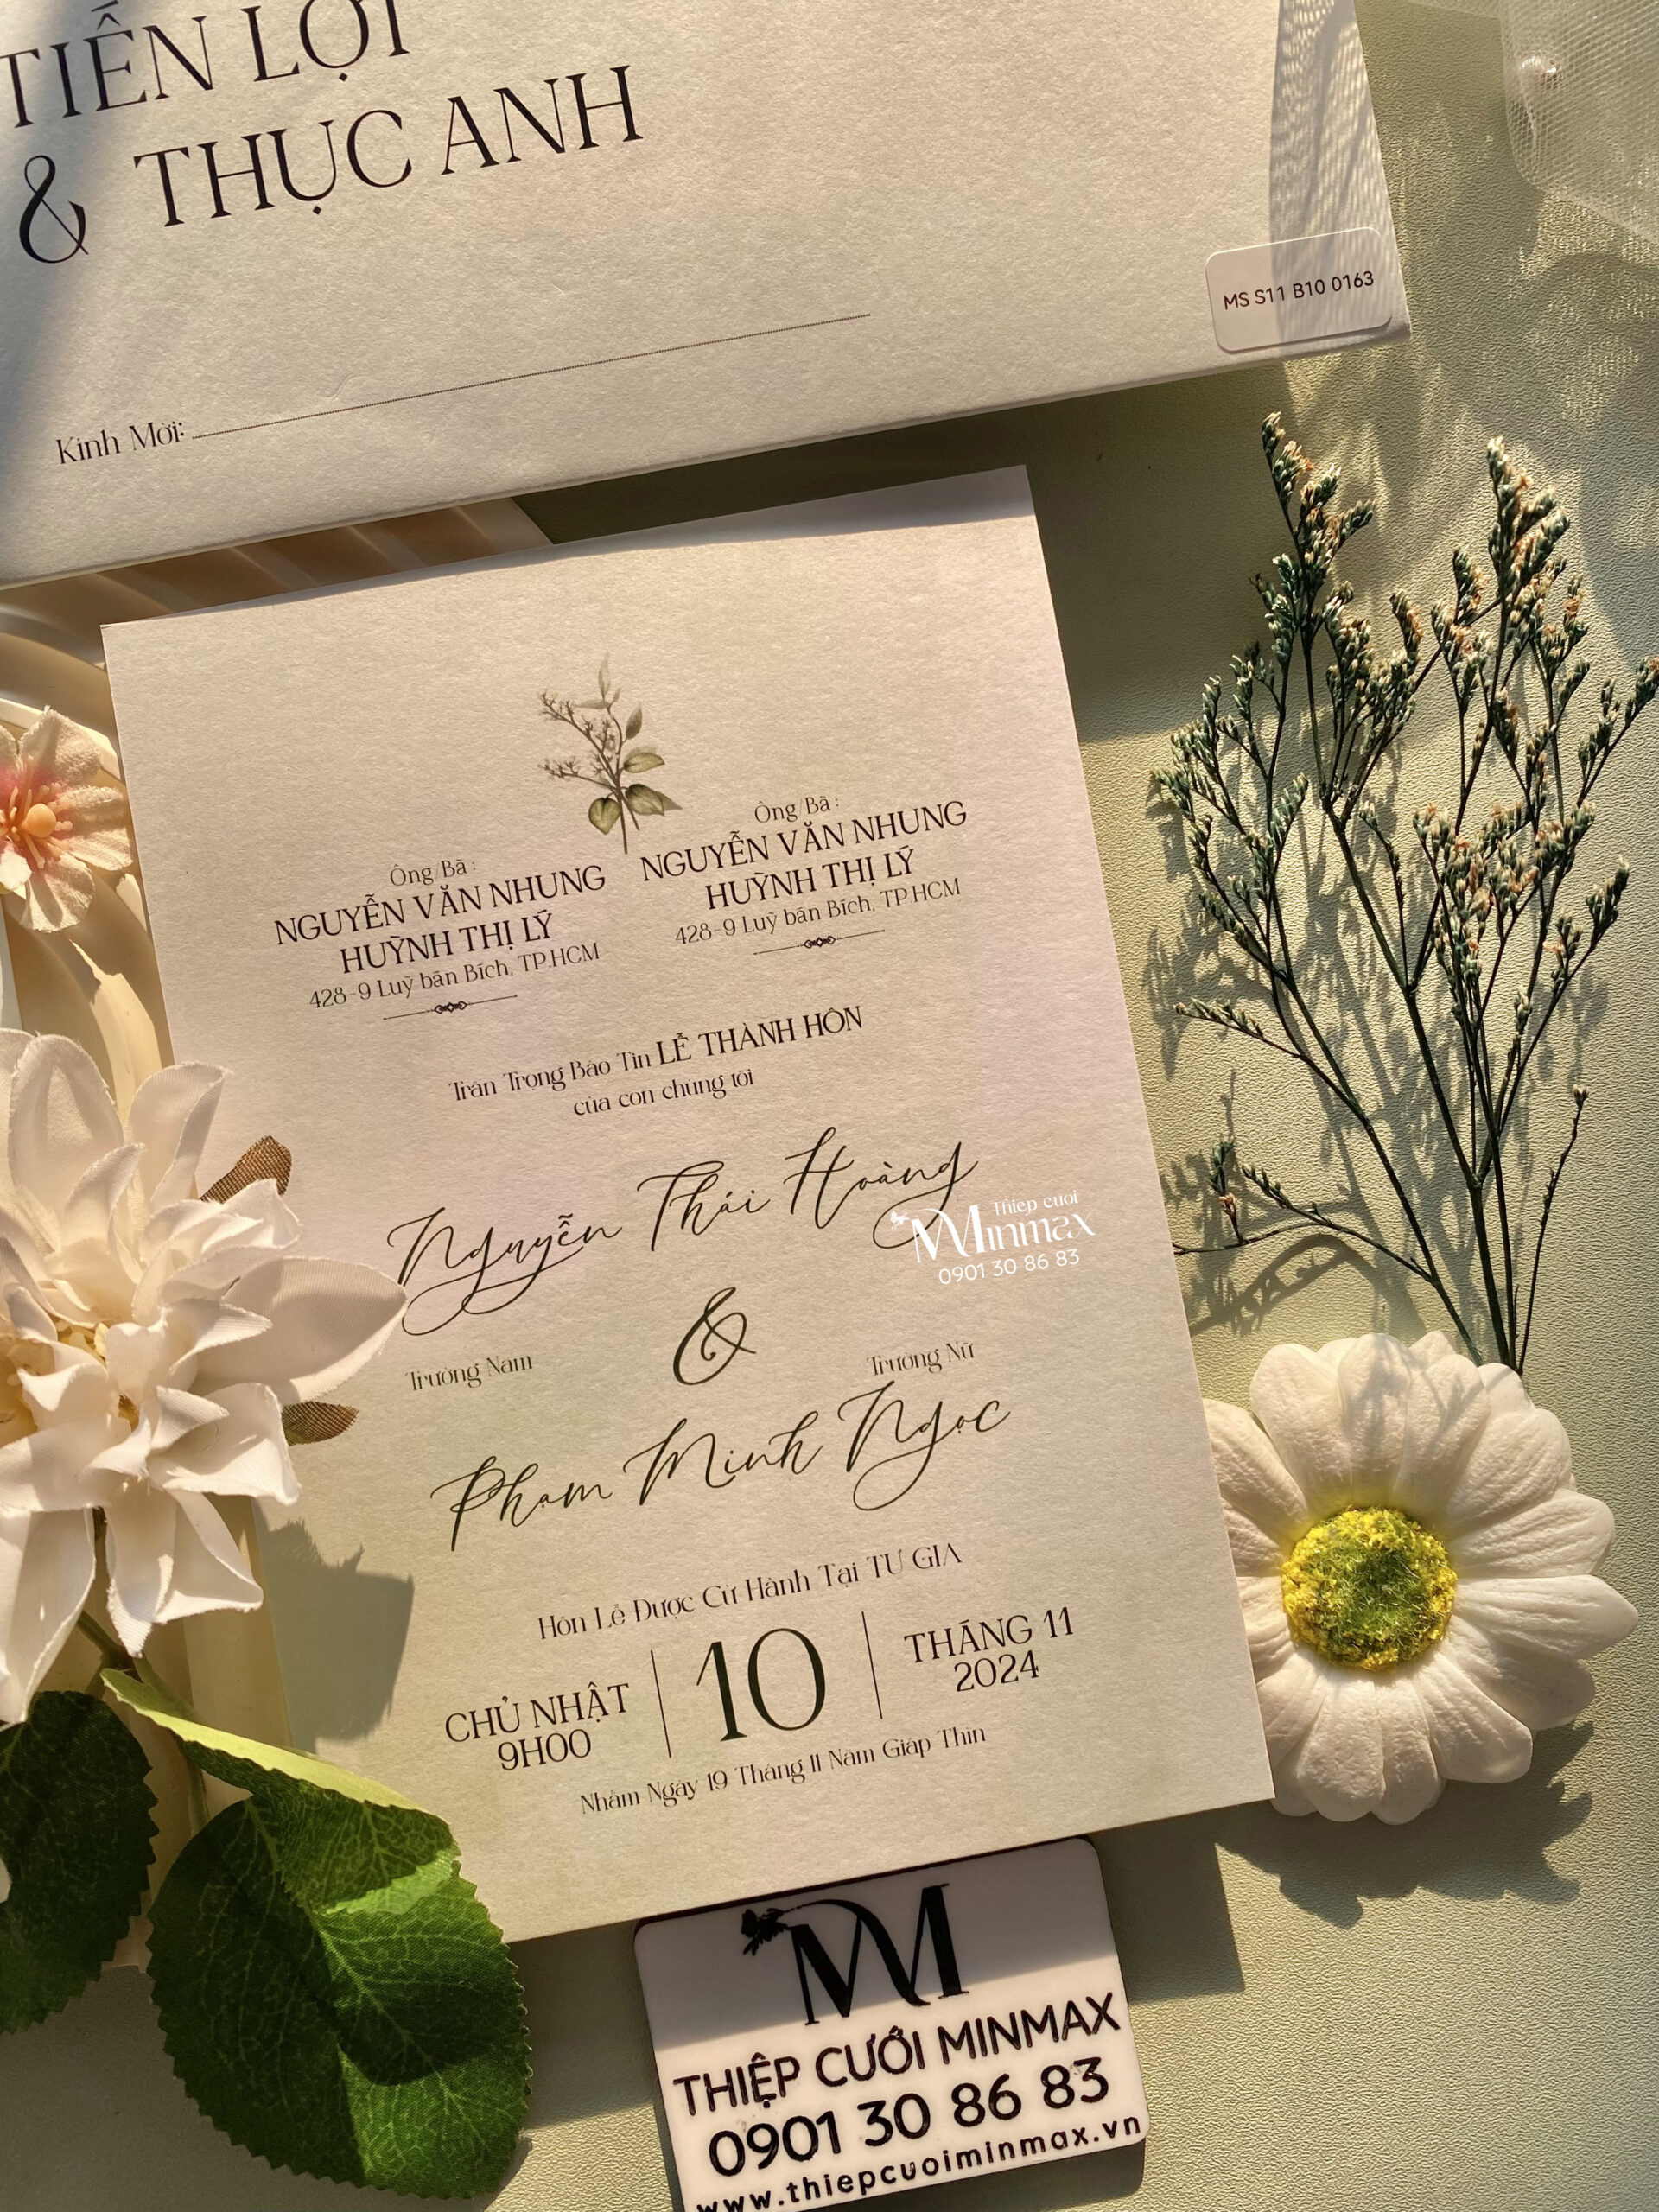 TIỄN LỢI
& THỤC ANH
MS S11 B10 0163
Kính Mời:
Ông/Bà :
NGUYỄN VĂN NHUNG
HUỲNH THỊ LÝ
428-9 Luỹ bán Bích, TP.HCM
Ông/Bà :
NGUYỄN VĂN NHUNG
HUỲNH THỊ LÝ
428-9 Luỹ bán Bích, TP.HCM
Trân Trọng Báo Tin LỄ THÀNH HÔN
của con chúng tôi
Nguyễn Thái Hoàng
Thiep cuoi
Minmax
0901 30 86 83
&
Trưởng Nam
Trưởng Nữ
Phạm Minh Ngọc
Hôn Lễ Được Cử Hành Tại TƯ GIA
CHỦ NHẬT
9H00
10
THÁNG 11
2024
Nhằm Ngày 19 Tháng 11 Năm Giáp Thìn
M
THIỆP CƯỚI MINMAX
0901 30 86 83
www.thiepcuoiminmax.vn